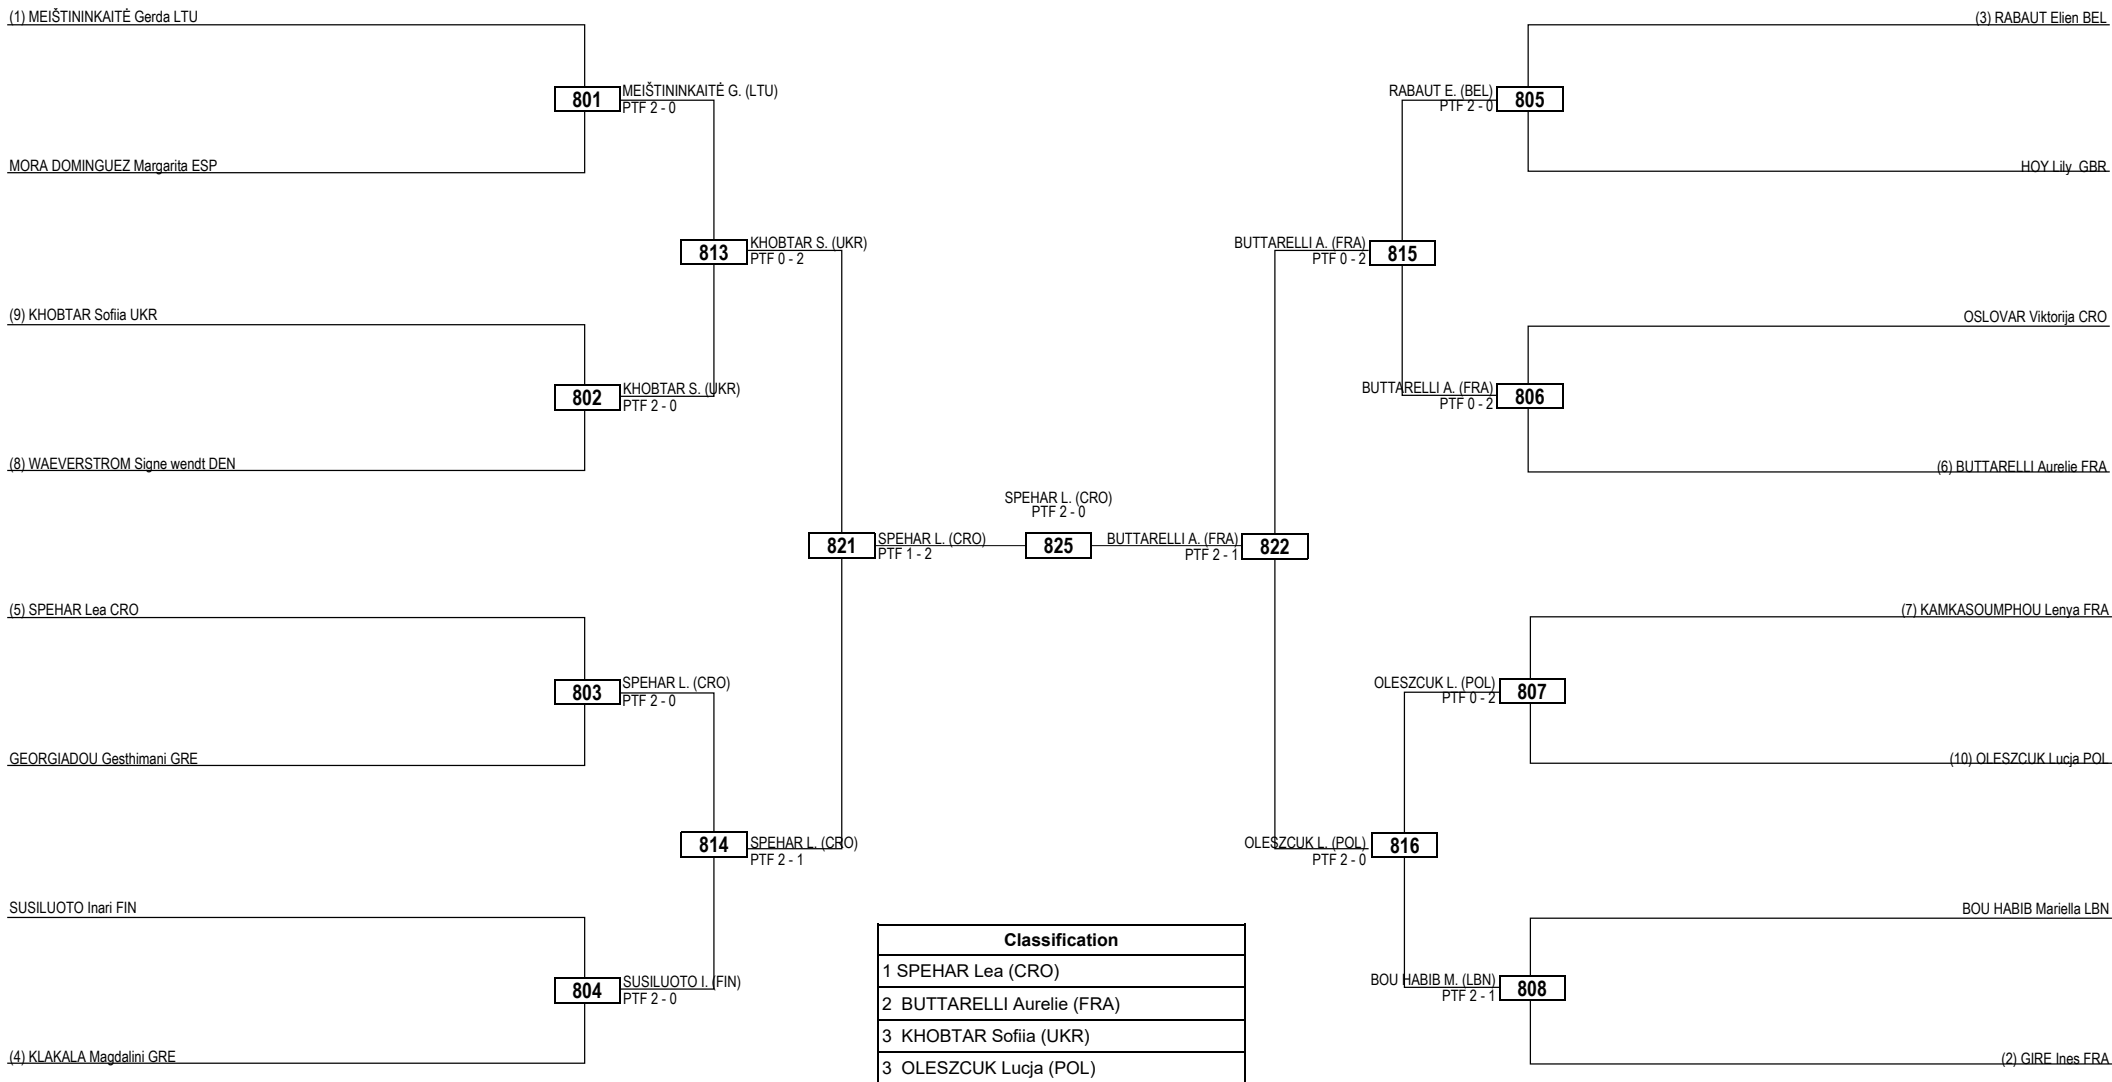 (1) MEIŠTININKAITĖ Gerda LTU
801
MEIŠTININKAITĖ G. (LTU)
PTF 2 - 0
MORA DOMINGUEZ Margarita ESP
813
KHOBTAR S. (UKR)
PTF 0 - 2
(9) KHOBTAR Sofiia UKR
802
KHOBTAR S. (UKR)
PTF 2 - 0
(8) WAEVERSTROM Signe wendt DEN
821
SPEHAR L. (CRO)
PTF 1 - 2
(5) SPEHAR Lea CRO
803
SPEHAR L. (CRO)
PTF 2 - 0
GEORGIADOU Gesthimani GRE
814
SPEHAR L. (CRO)
PTF 2 - 1
SUSILUOTO Inari FIN
804
SUSILUOTO I. (FIN)
PTF 2 - 0
(4) KLAKALA Magdalini GRE
SPEHAR L. (CRO)
PTF 2 - 0
825
(3) RABAUT Elien BEL
RABAUT E. (BEL)
PTF 2 - 0
805
HOY Lily GBR
BUTTARELLI A. (FRA)
PTF 0 - 2
815
OSLOVAR Viktorija CRO
BUTTARELLI A. (FRA)
PTF 0 - 2
806
(6) BUTTARELLI Aurelie FRA
BUTTARELLI A. (FRA)
PTF 2 - 1
822
(7) KAMKASOUMPHOU Lenya FRA
OLESZCUK L. (POL)
PTF 0 - 2
807
(10) OLESZCUK Lucja POL
OLESZCUK L. (POL)
PTF 2 - 0
816
BOU HABIB Mariella LBN
BOU HABIB M. (LBN)
PTF 2 - 1
808
(2) GIRE Ines FRA
Classification
1 SPEHAR Lea (CRO)
2 BUTTARELLI Aurelie (FRA)
3 KHOBTAR Sofiia (UKR)
3 OLESZCUK Lucja (POL)